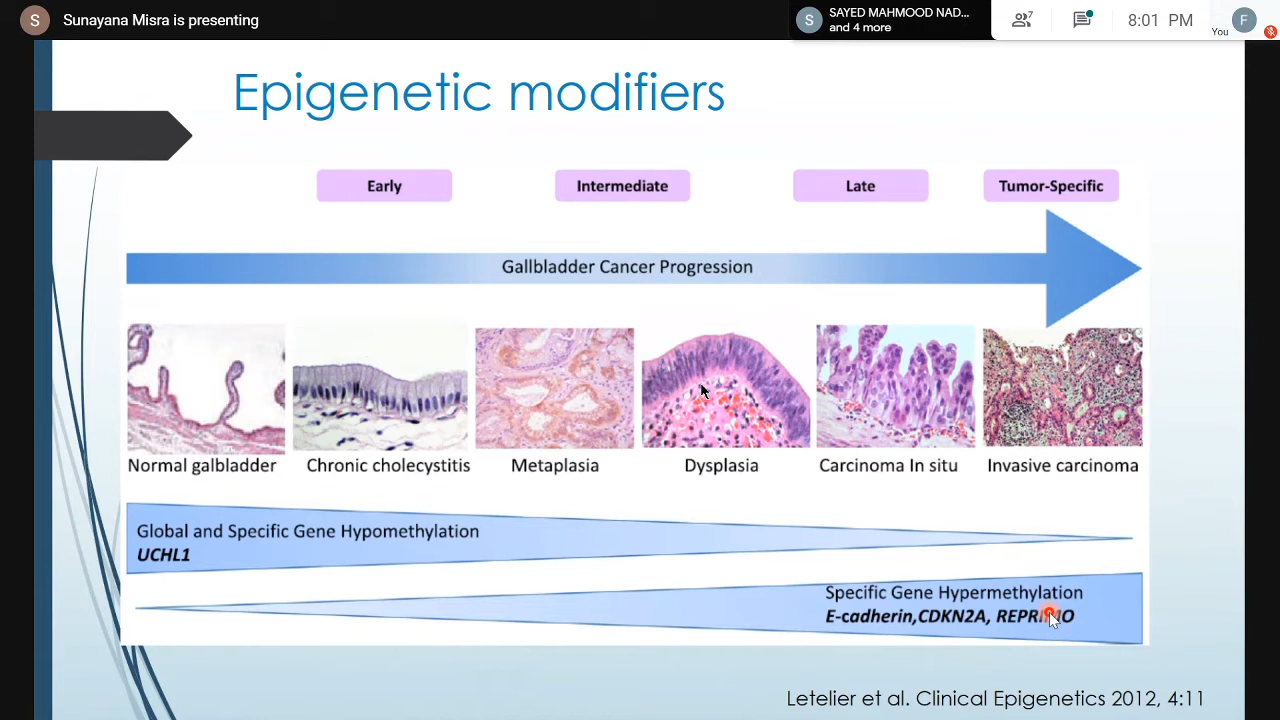 S Sunayana Misra is presenting
S SAYED MAHMOOD NAD...
and 4 more
7
8:01 PM
You
F
Epigenetic modifiers
Early Intermediate Late Tumor-Specific
Gallbladder Cancer Progression
Normal galbladder Chronic cholecystitis Metaplasia Dysplasia Carcinoma In situ Invasive carcinoma
Global and Specific Gene Hypomethylation
UCHL1
Specific Gene Hypermethylation
E-cadherin,CDKN2A, REPRIMO
Letelier et al. Clinical Epigenetics 2012, 4:11